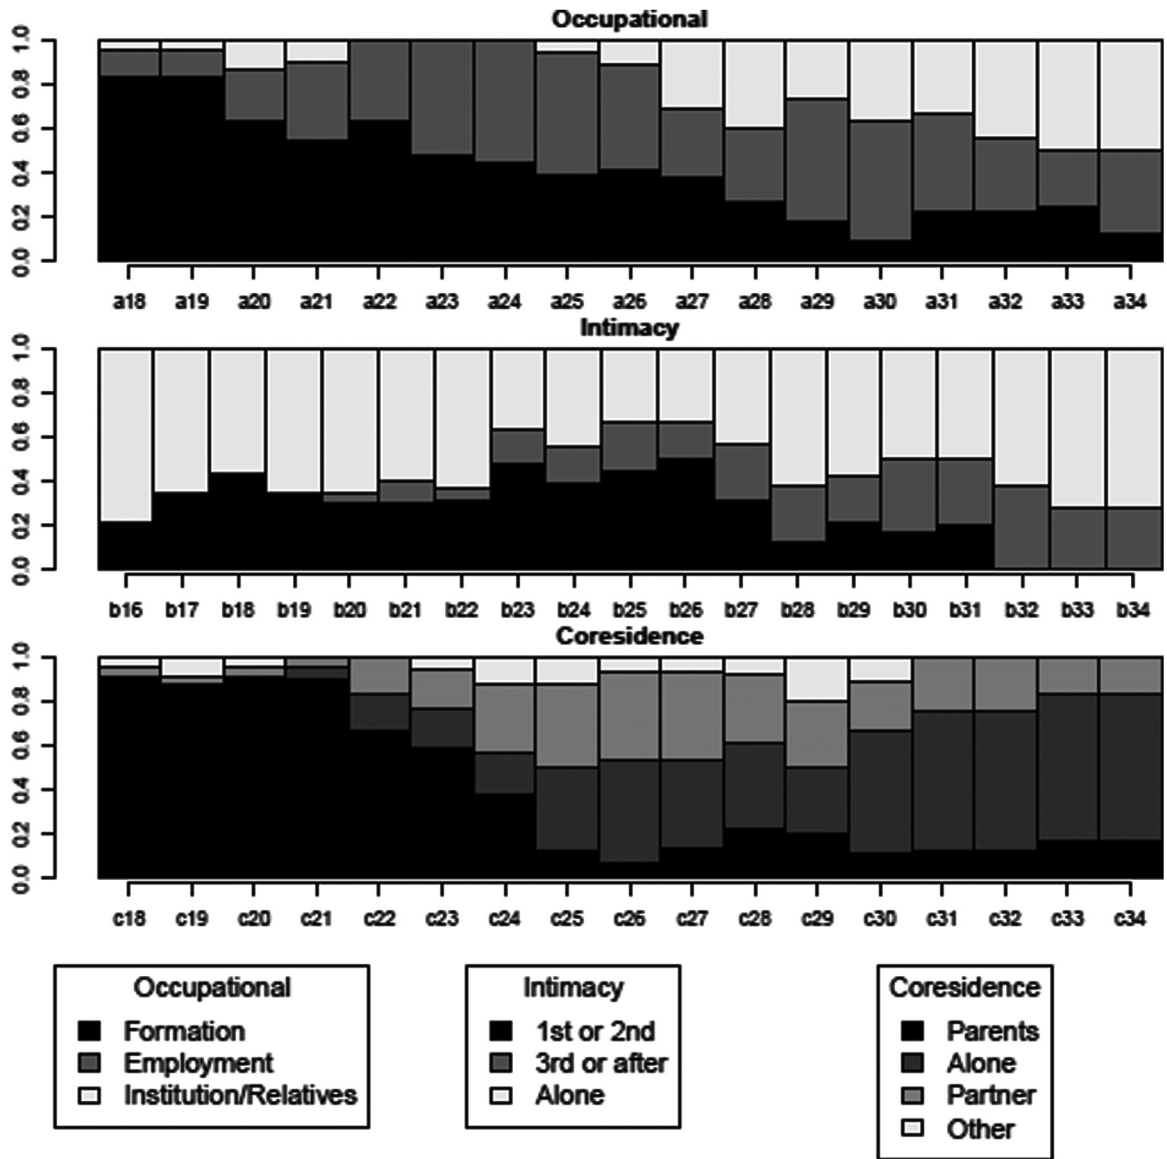 Occupational
1.0
0.8
0.6
0.4
0.2
0.0
a18 a19 a20 a21 a22 a23 a24 a25 a26 a27 a28 a29 a30 a31 a32 a33 a34
Intimacy
1.0
0.8
0.6
0.4
0.2
0.0
b16 b17 b18 b19 b20 b21 b22 b23 b24 b25 b26 b27 b28 b29 b30 b31 b32 b33 b34
Coresidence
1.0
0.8
0.6
0.4
0.2
0.0
c18 c19 c20 c21 c22 c23 c24 c25 c26 c27 c28 c29 c30 c31 c32 c33 c34
Occupational
Formation
Employment
Institution/Relatives
Intimacy
1st or 2nd
3rd or after
Alone
Coresidence
Parents
Alone
Partner
Other